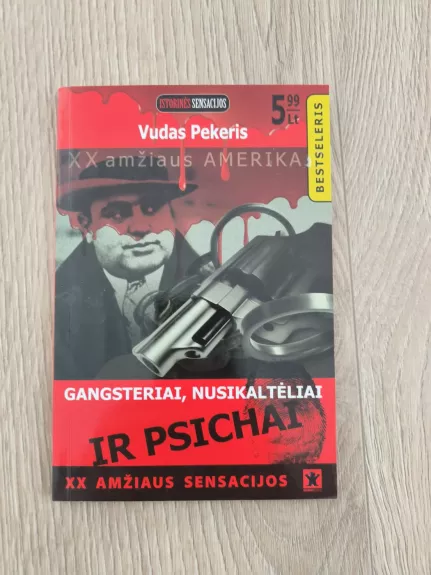 ISTORINĖS SENSACIJOS
5 99 Lt
BESTSELERIS
Vudas Pekeris
XX amžiaus AMERIKA:
GANGSTERIAI, NUSIKALTĖLIAI
IR PSICHAI
XX AMŽIAUS SENSACIJOS